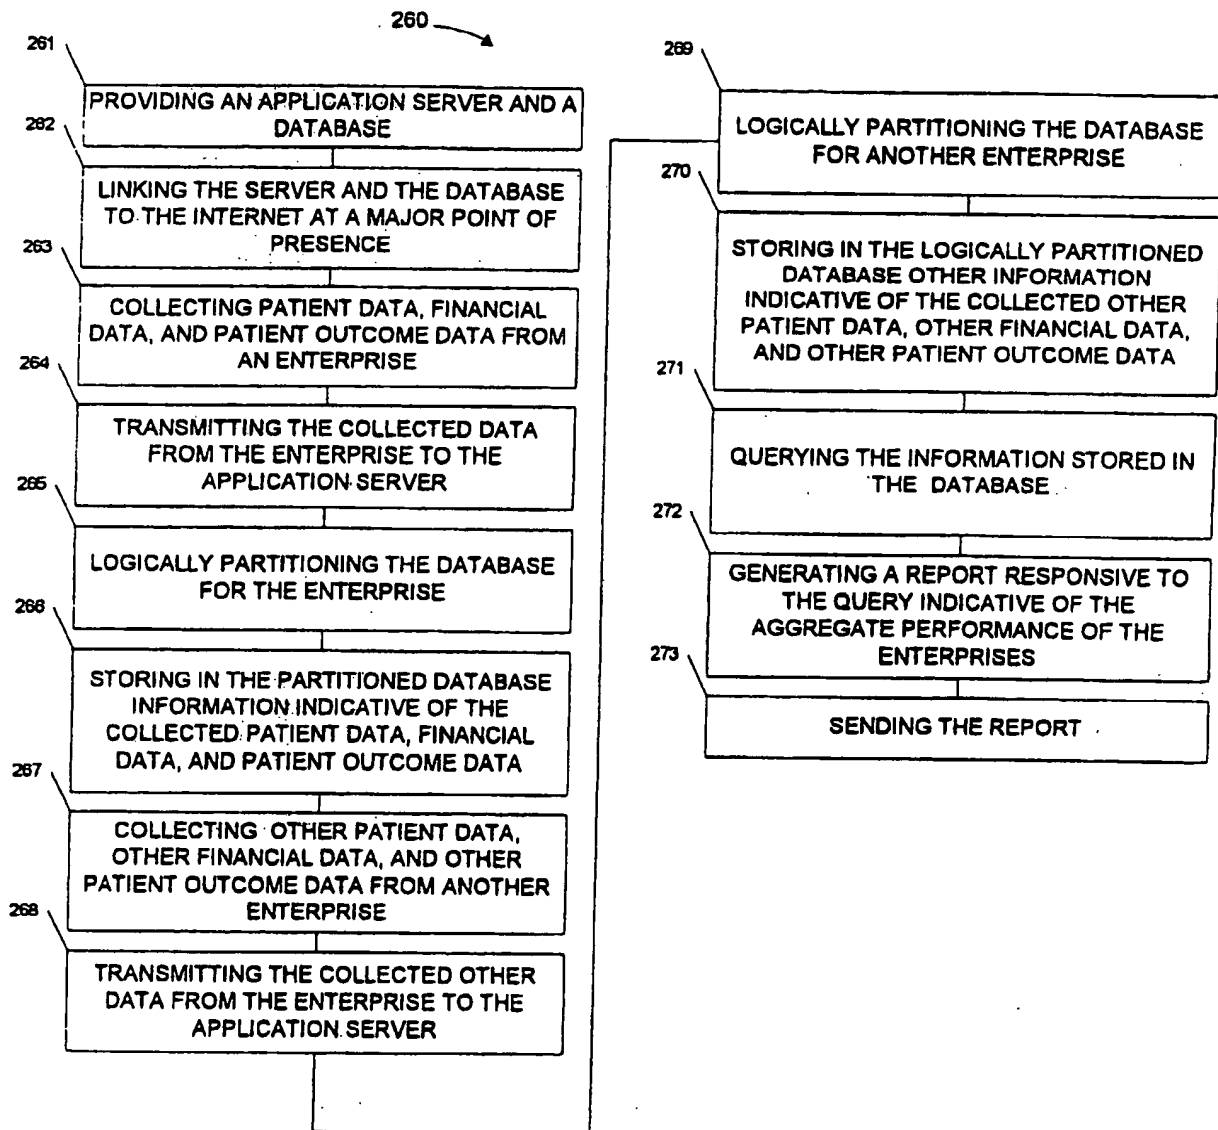 260
261
PROVIDING AN APPLICATION SERVER AND A
DATABASE
262
LINKING THE SERVER AND THE DATABASE
TO THE INTERNET AT A MAJOR POINT OF
PRESENCE
263
COLLECTING PATIENT DATA, FINANCIAL
DATA, AND PATIENT OUTCOME DATA FROM
AN ENTERPRISE
264
TRANSMITTING THE COLLECTED DATA
FROM THE ENTERPRISE TO THE
APPLICATION SERVER
265
LOGICALLY PARTITIONING THE DATABASE
FOR THE ENTERPRISE
266
STORING IN THE PARTITIONED DATABASE
INFORMATION INDICATIVE OF THE
COLLECTED PATIENT DATA, FINANCIAL
DATA, AND PATIENT OUTCOME DATA
267
COLLECTING OTHER PATIENT DATA,
OTHER FINANCIAL DATA, AND OTHER
PATIENT OUTCOME DATA FROM ANOTHER
ENTERPRISE
268
TRANSMITTING THE COLLECTED OTHER
DATA FROM THE ENTERPRISE TO THE
APPLICATION SERVER
269
LOGICALLY PARTITIONING THE DATABASE
FOR ANOTHER ENTERPRISE
270
STORING IN THE LOGICALLY PARTITIONED
DATABASE OTHER INFORMATION
INDICATIVE OF THE COLLECTED OTHER
PATIENT DATA, OTHER FINANCIAL DATA,
AND OTHER PATIENT OUTCOME DATA
271
QUERYING THE INFORMATION STORED IN
THE DATABASE
272
GENERATING A REPORT RESPONSIVE TO
THE QUERY INDICATIVE OF THE
AGGREGATE PERFORMANCE OF THE
ENTERPRISES
273
SENDING THE REPORT